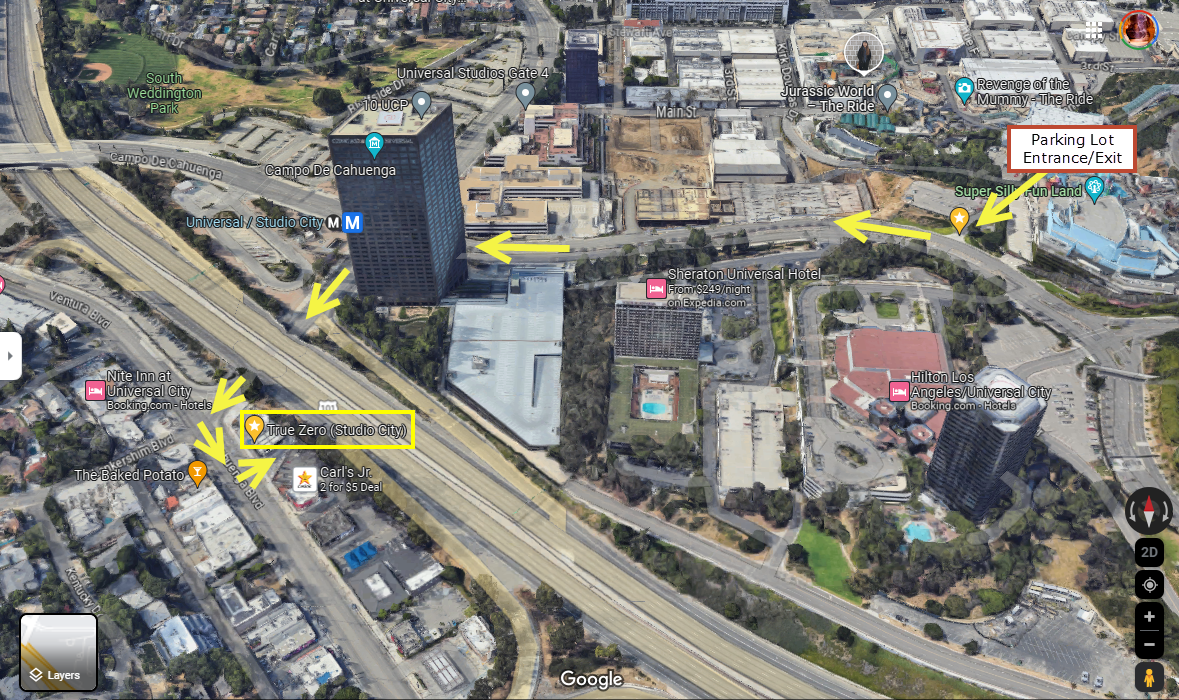 Universal Studios Gate 4
10 UCP
South
Weddington
Park
Main St
3rd St
Jurassic World
The Ride
Revenge of the
Mummy - The Ride
Parking Lot
Entrance/Exit
Campo De Cahuenga
Campo De Cahuenga
Super Silly Fun Land
Universal / Studio City M M
Ventura Blvd
Sheraton Universal Hotel
From $249/night
on Expedia.com
Nite Inn at
Universal City
Booking.com - Hotels
Hilton Los
Angeles/Universal City
Booking.com - Hotels
101
True Zero (Studio City)
The Baked Potato
Carl's Jr.
2 for $5 Deal
2D
Layers
Google